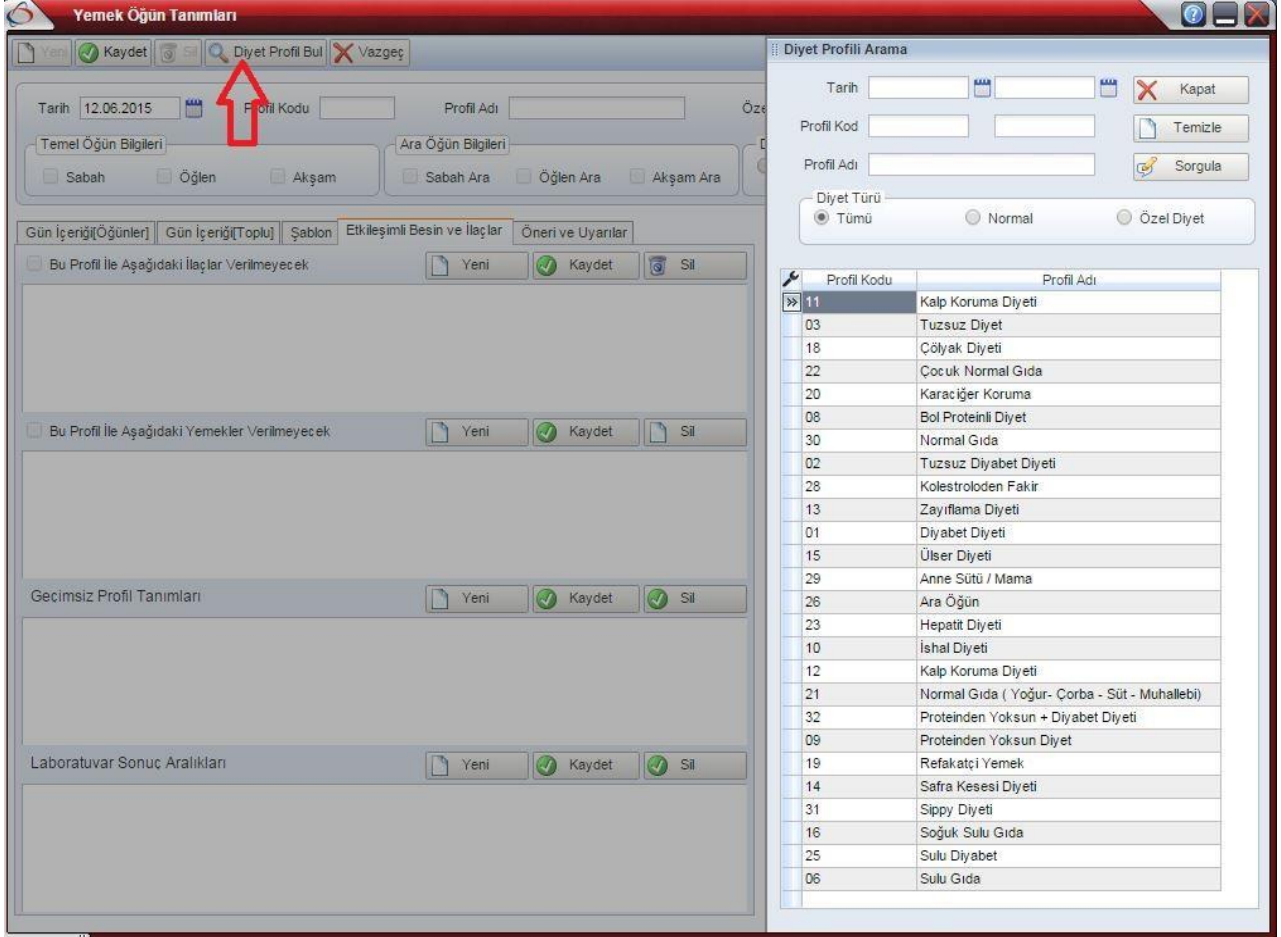 Yemek Öğün Tanımları
Yeni Kaydet Sil Diyet Profil Bul Vazgeç
Tarih 12.06.2015 Profil Kodu Profil Adı Öze
Temel Öğün Bilgileri Ara Öğün Bilgileri
Sabah Öğlen Akşam Sabah Ara Öğlen Ara Akşam Ara
Gün İçeriği[Öğünler] Gün İçeriği[Toplu] Şablon Etkileşimli Besin ve İlaçlar Öneri ve Uyarılar
Bu Profil İle Aşağıdaki İlaçlar Verilmeyecek Yeni Kaydet Sil
Bu Profil İle Aşağıdaki Yemekler Verilmeyecek Yeni Kaydet Sil
Geçimsiz Profil Tanımları Yeni Kaydet Sil
Laboratuvar Sonuç Aralıkları Yeni Kaydet Sil
Diyet Profili Arama
Tarih Kapat
Profil Kod Temizle
Profil Adı Sorgula
Diyet Türü
Tümü Normal Özel Diyet
Profil Kodu Profil Adı
11 Kalp Koruma Diyeti
03 Tuzsuz Diyet
18 Çölyak Diyeti
22 Çocuk Normal Gıda
20 Karaciğer Koruma
08 Bol Proteinli Diyet
30 Normal Gıda
02 Tuzsuz Diyabet Diyeti
28 Kolestroloden Fakir
13 Zayıflama Diyeti
01 Diyabet Diyeti
15 Ülser Diyeti
29 Anne Sütü / Mama
26 Ara Öğün
23 Hepatit Diyeti
10 İshal Diyeti
12 Kalp Koruma Diyeti
21 Normal Gıda ( Yoğur- Çorba - Süt - Muhallebi)
32 Proteinden Yoksun + Diyabet Diyeti
09 Proteinden Yoksun Diyet
19 Refakatçi Yemek
14 Safra Kesesi Diyeti
31 Sippy Diyeti
16 Soğuk Sulu Gıda
25 Sulu Diyabet
06 Sulu Gıda